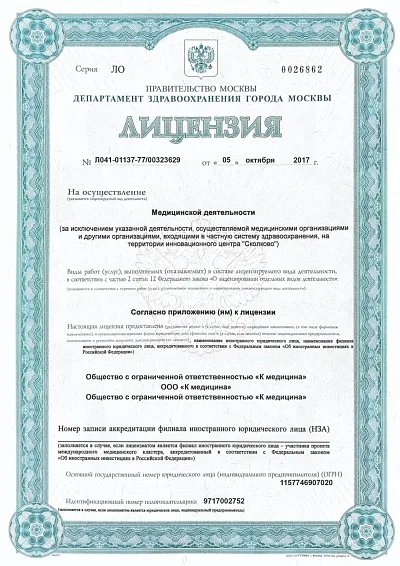 Серия ЛО 0026862
ПРАВИТЕЛЬСТВО МОСКВЫ
ДЕПАРТАМЕНТ ЗДРАВООХРАНЕНИЯ ГОРОДА МОСКВЫ
ЛИЦЕНЗИЯ
№ Л041-01137-77/00323629 от « 05 » октября 2017 г.
На осуществление
(указывается лицензируемый вид деятельности)
Медицинской деятельности
(за исключением указанной деятельности, осуществляемой медицинскими организациями
и другими организациями, входящими в частную систему здравоохранения, на
территории инновационного центра "Сколково")
Виды работ (услуг), выполняемых (оказываемых) в составе лицензируемого вида деятельности,
в соответствии с частью 2 статьи 12 Федерального закона «О лицензировании отдельных видов деятельности»
Согласно приложению (ям) к лицензии
Настоящая лицензия предоставлена
наименование иностранного юридического лица, наименование филиала
иностранного юридического лица, аккредитованного в соответствии с Федеральным законом «Об иностранных инвестициях в
Российской Федерации»
Общество с ограниченной ответственностью «К медицина»
ООО «К медицина»
Общество с ограниченной ответственностью «К медицина»
Номер записи аккредитации филиала иностранного юридического лица (НЗА)
(заполняется в случае, если лицензиатом является филиал иностранного юридического лица – участника проекта
международного медицинского кластера, аккредитованный в соответствии с Федеральным законом
«Об иностранных инвестициях в Российской Федерации»)
Основной государственный номер юридического лица (индивидуального предпринимателя) (ОГРН)
1157746907020
Идентификационный номер налогоплательщика 9717002752
(заполняется в случае, если лицензиатом является юридическое лицо, индивидуальный предприниматель)